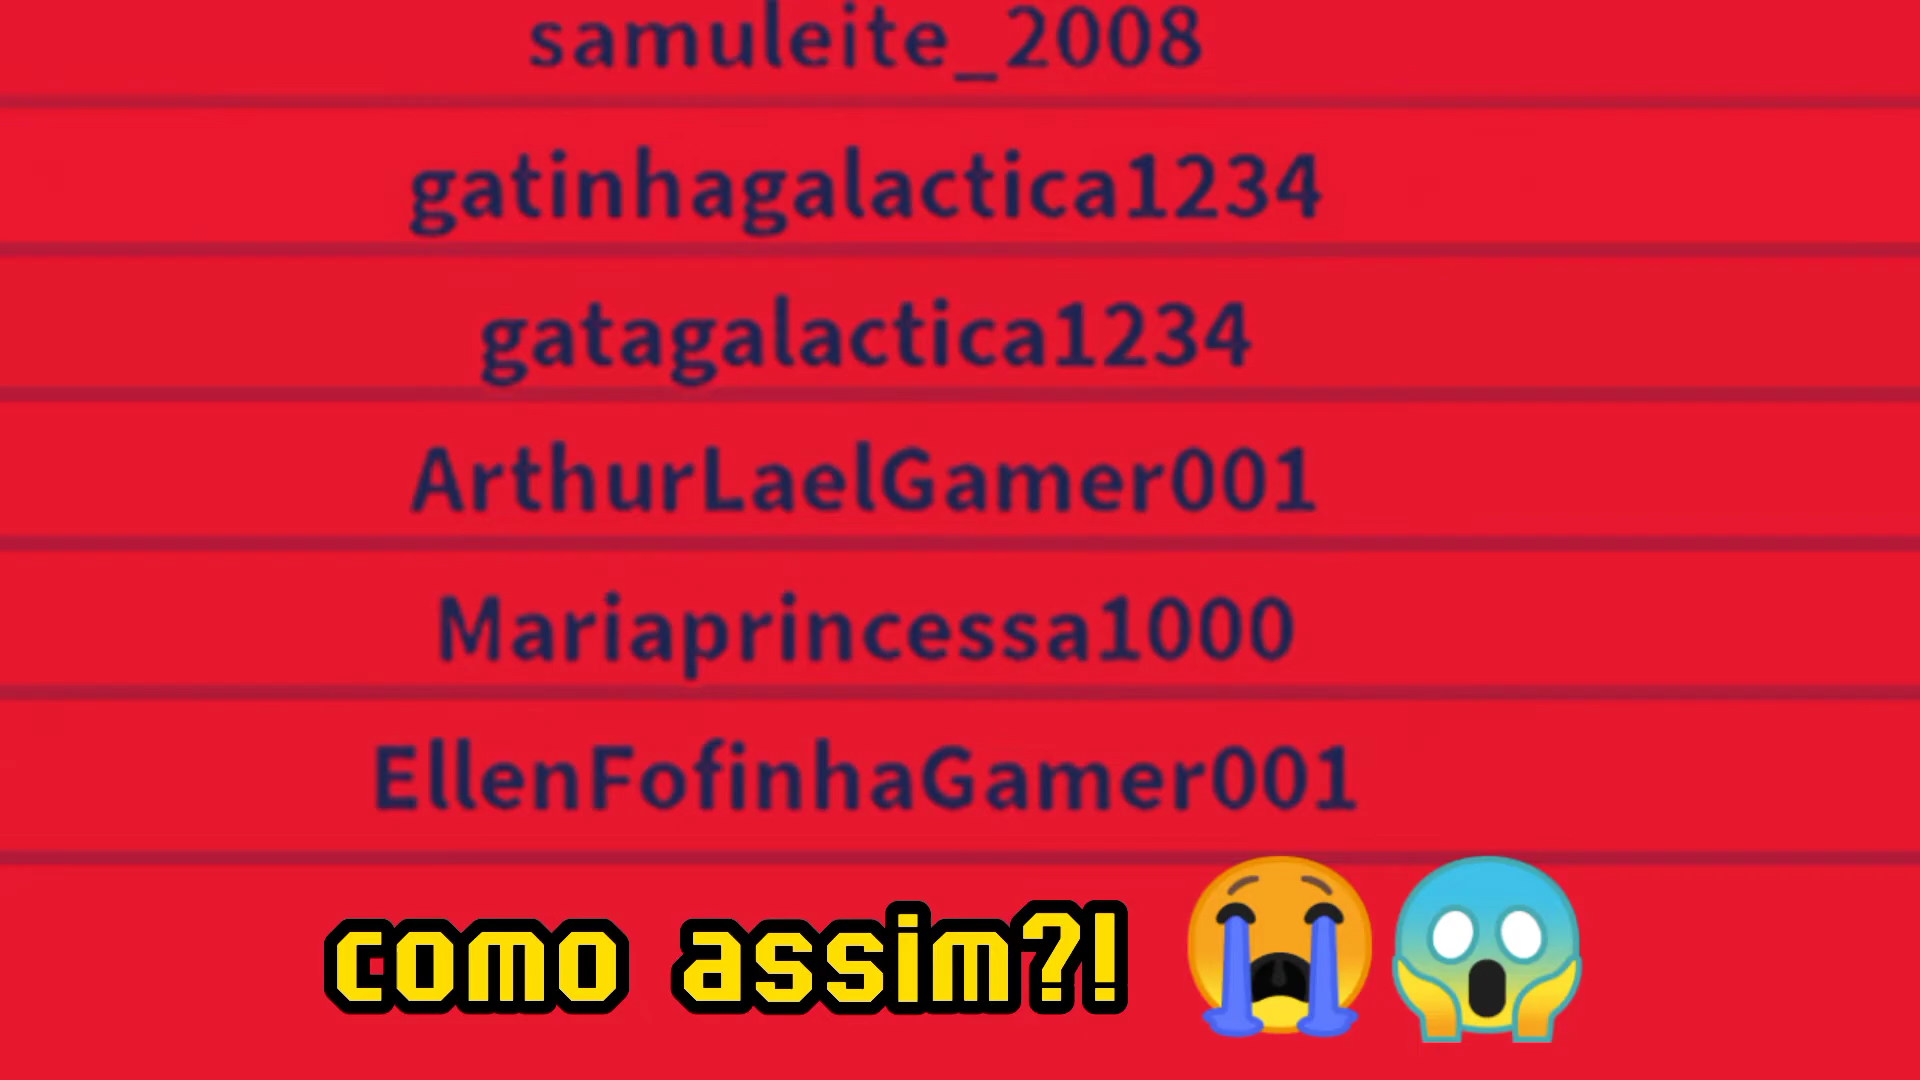 samuleite_2008
gatinhagalactica1234
gatagalactica1234
ArthurLaelGamer001
Mariaprincessa1000
EllenFofinhaGamer001
como assim?! 😭😱